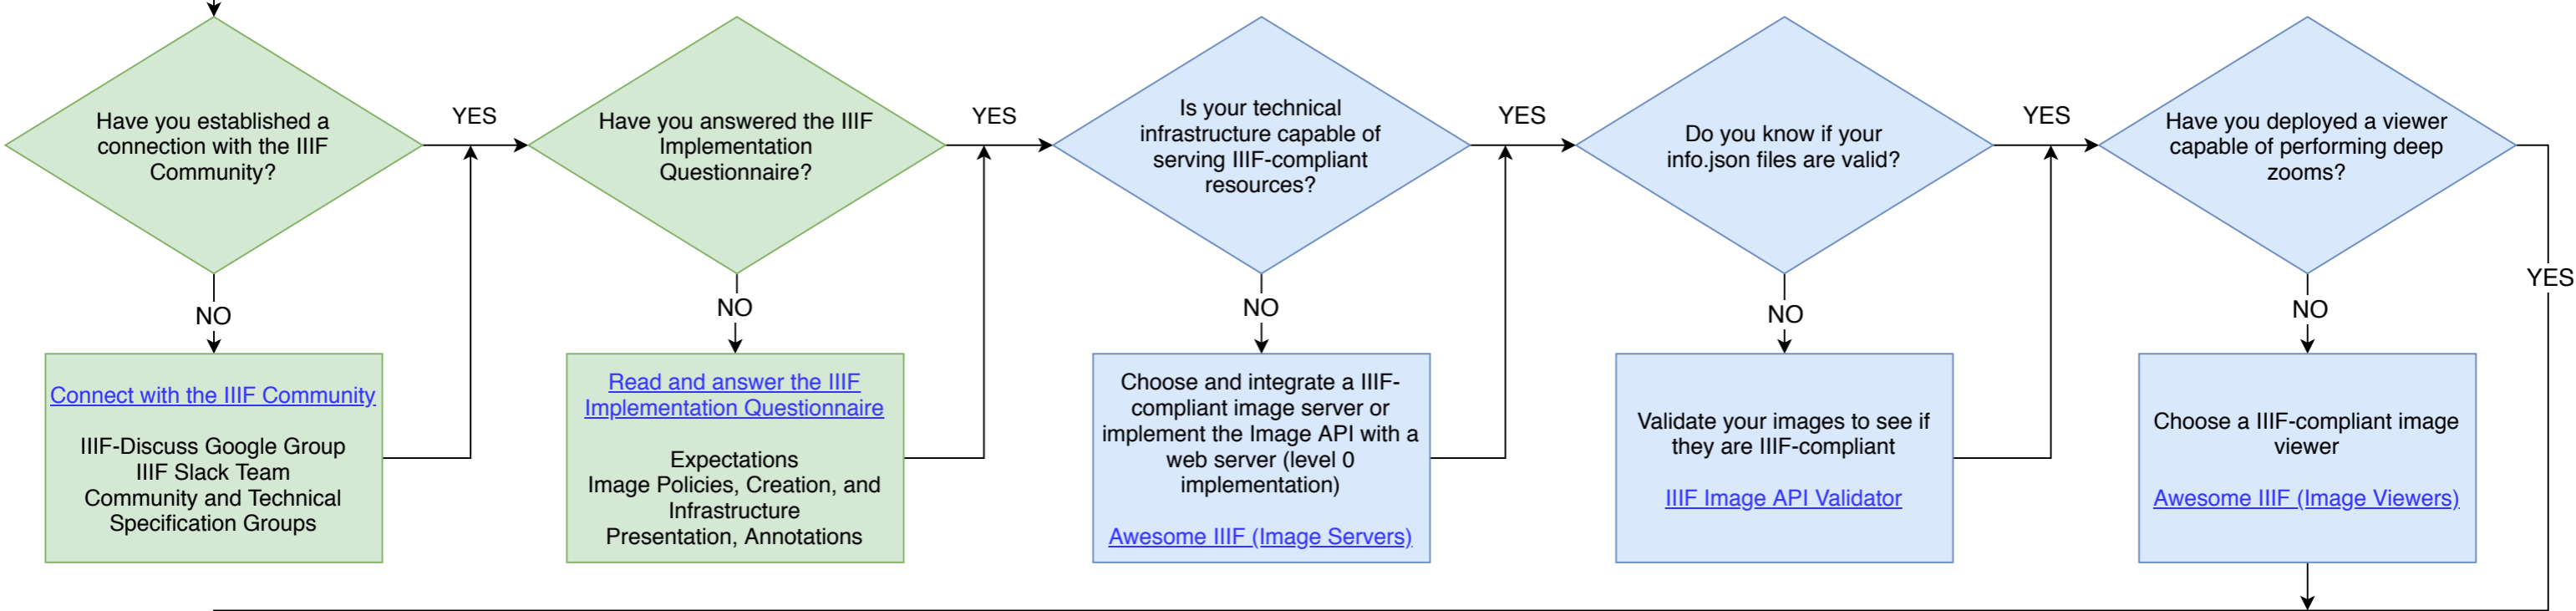 Have you established a
connection with the IIIF
Community?
YES
NO
Connect with the IIIF Community
IIIF-Discuss Google Group
IIIF Slack Team
Community and Technical
Specification Groups
Have you answered the IIIF
Implementation
Questionnaire?
YES
NO
Read and answer the IIIF
Implementation Questionnaire
Expectations
Image Policies, Creation, and
Infrastructure
Presentation, Annotations
Is your technical
infrastructure capable of
serving IIIF-compliant
resources?
YES
NO
Choose and integrate a IIIF-
compliant image server or
implement the Image API with a
web server (level 0
implementation)
Awesome IIIF (Image Servers)
Do you know if your
info.json files are valid?
YES
NO
Validate your images to see if
they are IIIF-compliant
IIIF Image API Validator
Have you deployed a viewer
capable of performing deep
zooms?
YES
NO
Choose a IIIF-compliant image
viewer
Awesome IIIF (Image Viewers)